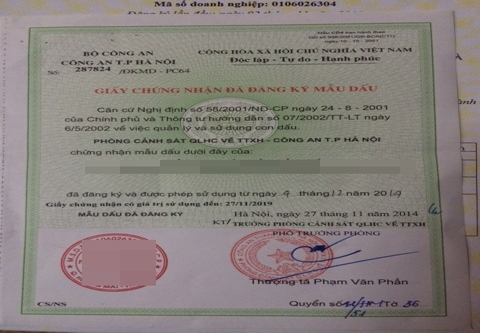 Mã số doanh nghiệp: 0106026304
BỘ CÔNG AN
CÔNG AN T.P HÀ NỘI
Số: 287824 /ĐKMD - PC64
CỘNG HÒA XÃ HỘI CHỦ NGHĨA VIỆT NAM
Độc lập - Tự do - Hạnh phúc
GIẤY CHỨNG NHẬN ĐÃ ĐĂNG KÝ MẪU DẤU
Căn cứ Nghị định số 58/2001/NĐ-CP ngày 24 - 8 - 2001
của Chính phủ và Thông tư hướng dẫn số 07/2002/TT-LT ngày
6/5/2002 về việc quản lý và sử dụng con dấu.
PHÒNG CẢNH SÁT QLHC VỀ TTXH - CÔNG AN T.P HÀ NỘI
chứng nhận mẫu dấu dưới đây của:
đã đăng ký và được phép sử dụng từ ngày 9 tháng 12 năm
Giấy chứng nhận có giá trị sử dụng đến: 27/11/2019
MẪU DẤU ĐÃ ĐĂNG KÝ
Hà Nội, ngày 27 tháng 11 năm 2014
KT/ TRƯỞNG PHÒNG CẢNH SÁT QLHC VỀ TTXH
PHÓ TRƯỞNG PHÒNG
Thượng tá Phạm Văn Phần
Quyển số
CS/NS